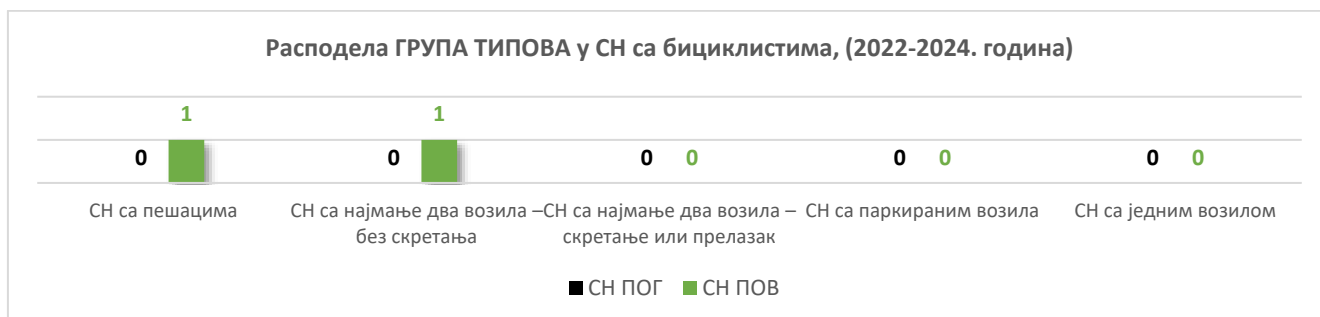 Расподела ГРУПА ТИПОВА у СН са бициклистима, (2022-2024. година)
1 1
0 0 0 0 0 0 0 0
СН са пешацима
СН са најмање два возила –
без скретања
СН са најмање два возила –
скретање или прелазак
СН са паркираним возила
СН са једним возилом
СН ПОГ СН ПОВ